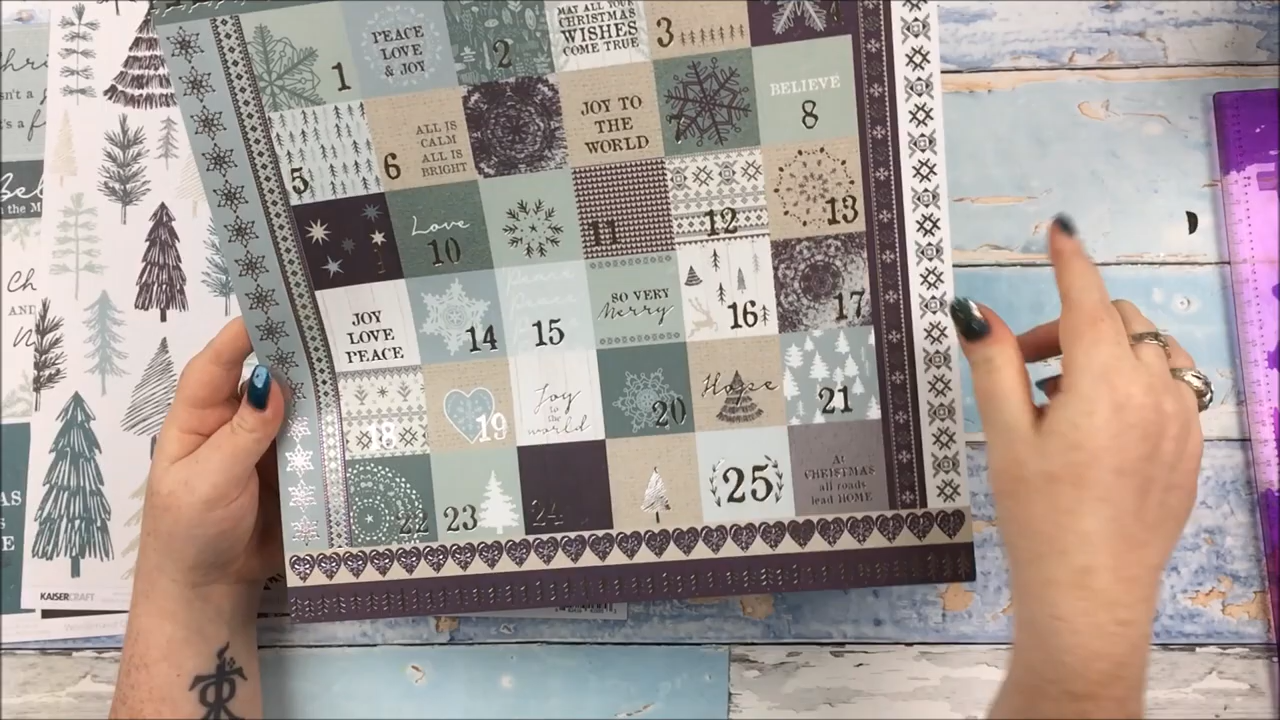 MAY ALL YOUR
CHRISTMAS
WISHES
COME TRUE
PEACE
LOVE
& JOY
1
2
3
4
5
6
ALL IS
CALM
ALL IS
BRIGHT
JOY TO
THE
WORLD
7
BELIEVE
8
Love
10
11
12
13
JOY
LOVE
PEACE
14
15
SO VERY
Merry
16
17
18
19
Joy
to the
world
20
Hope
21
22
23
24
25
At
CHRISTMAS
all roads
lead HOME
KAISERCRAFT